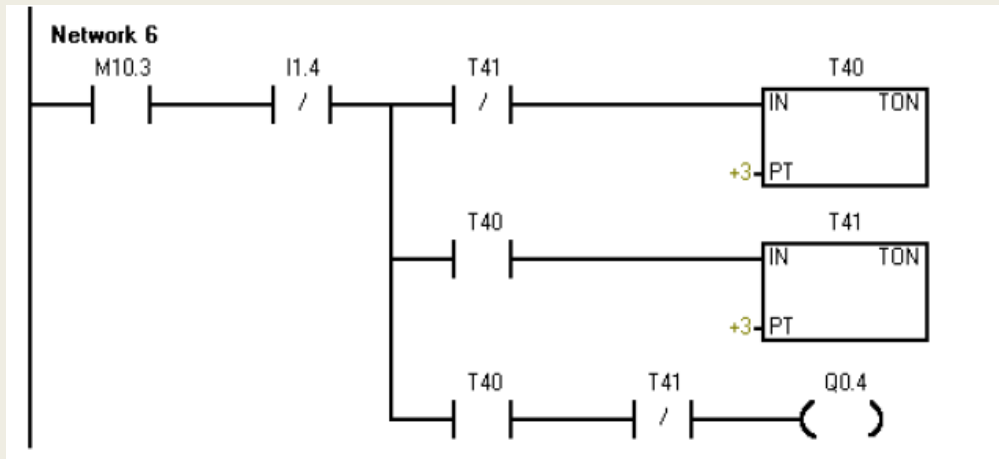 Network 6
M10.3 I1.4 T41 T40
IN TON
+3 PT
T40 T41
IN TON
+3 PT
T40 T41 Q0.4